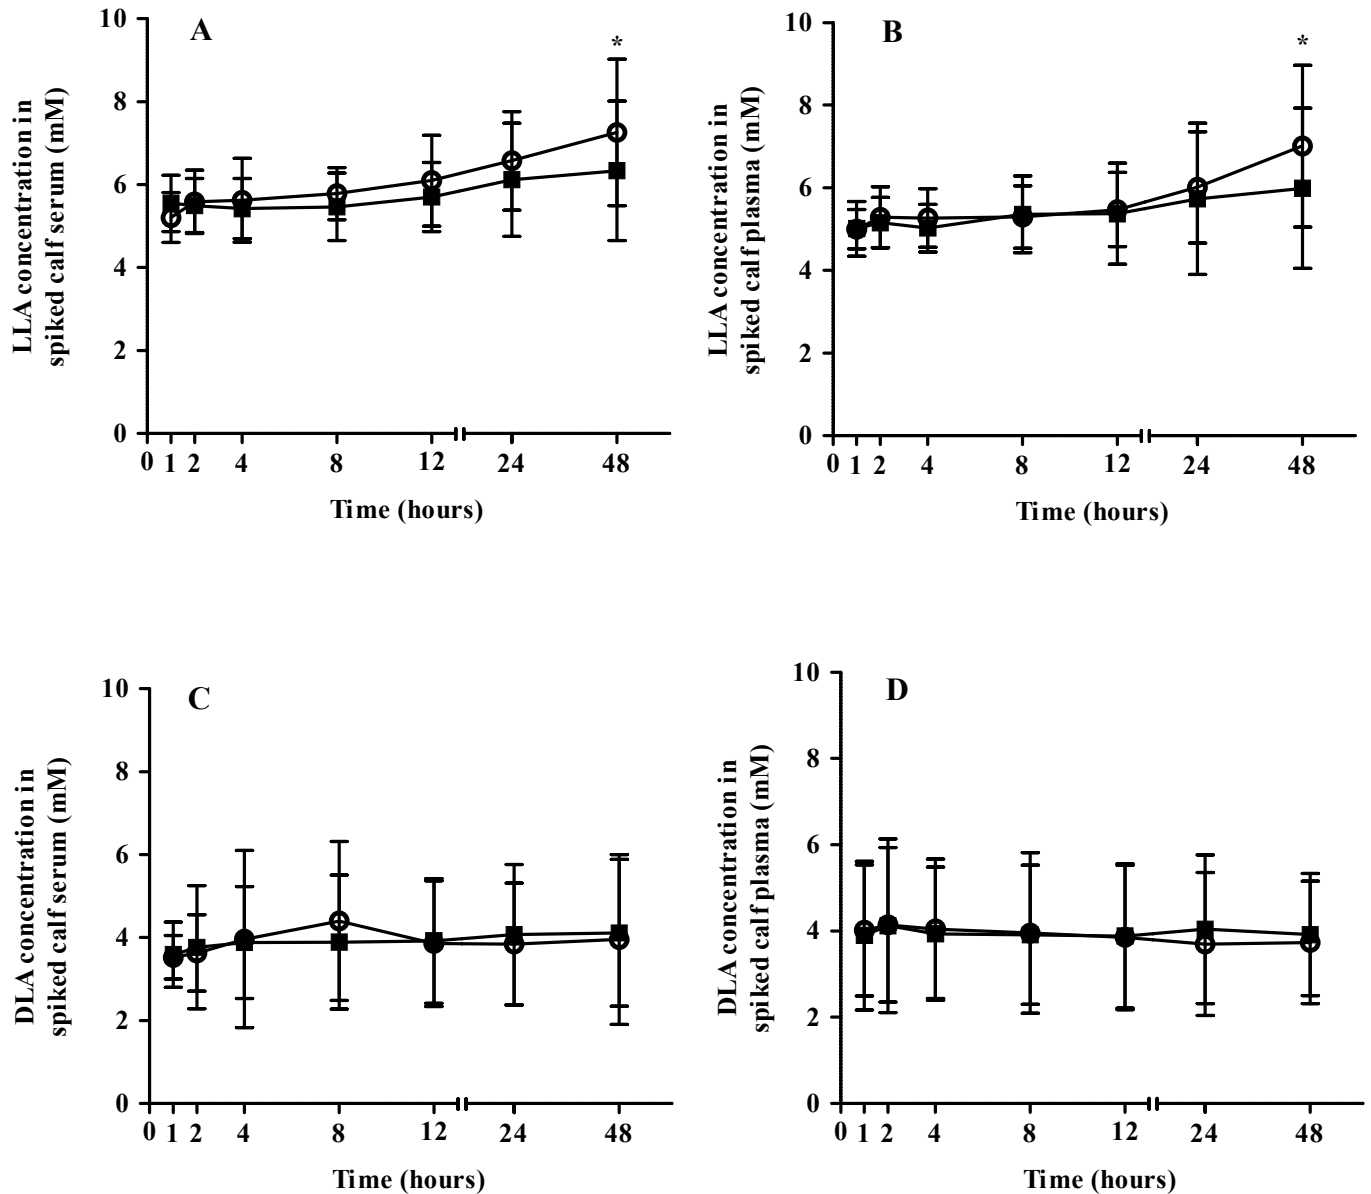 A
*
LLA concentration in
spiked calf serum (mM)
10
8
6
4
2
0
0 1 2 4 8 12 24 48
Time (hours)
B
*
LLA concentration in
spiked calf plasma (mM)
10
8
6
4
2
0
0 1 2 4 8 12 24 48
Time (hours)
C
DLA concentration in
spiked calf serum (mM)
10
8
6
4
2
0
0 1 2 4 8 12 24 48
Time (hours)
D
DLA concentration in
spiked calf plasma (mM)
10
8
6
4
2
0
0 1 2 4 8 12 24 48
Time (hours)